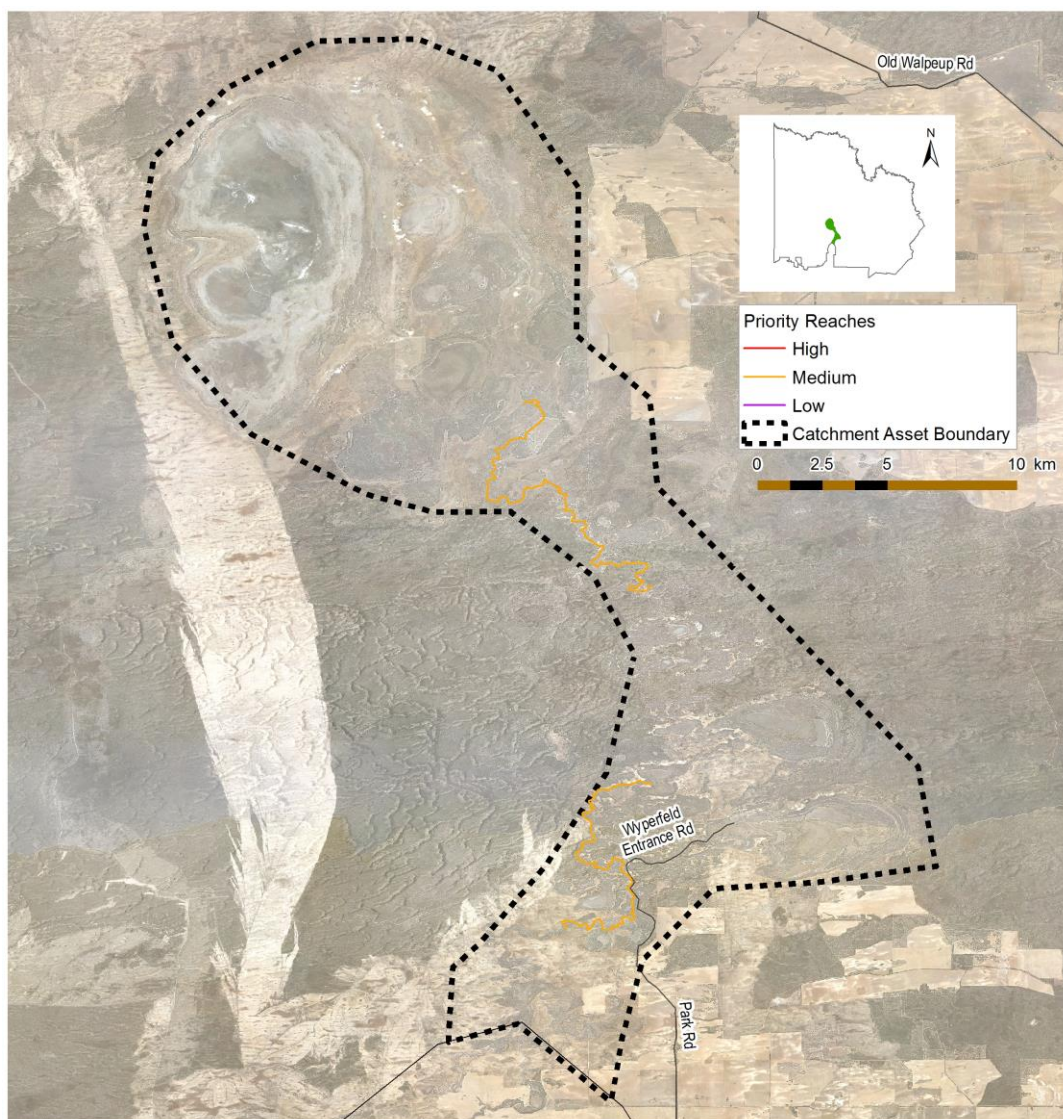 Old Walpeup Rd
N
Priority Reaches
High
Medium
Low
Catchment Asset Boundary
0 2.5 5 10 km
Wyperfeld
Entrance Rd
Park Rd